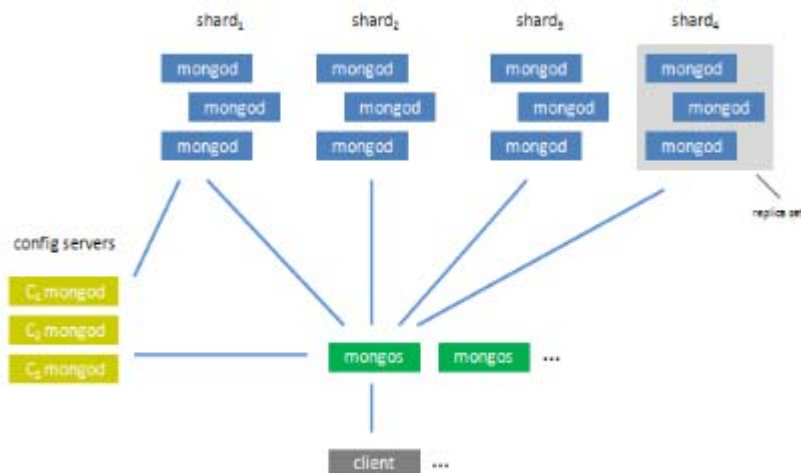 shard₁ shard₂ shard₃ shard₄
mongod mongod mongod mongod
mongod mongod mongod mongod
mongod mongod mongod mongod
replica set
config servers
C₁ mongod
C₂ mongod
C₃ mongod
mongos mongos ...
client ...